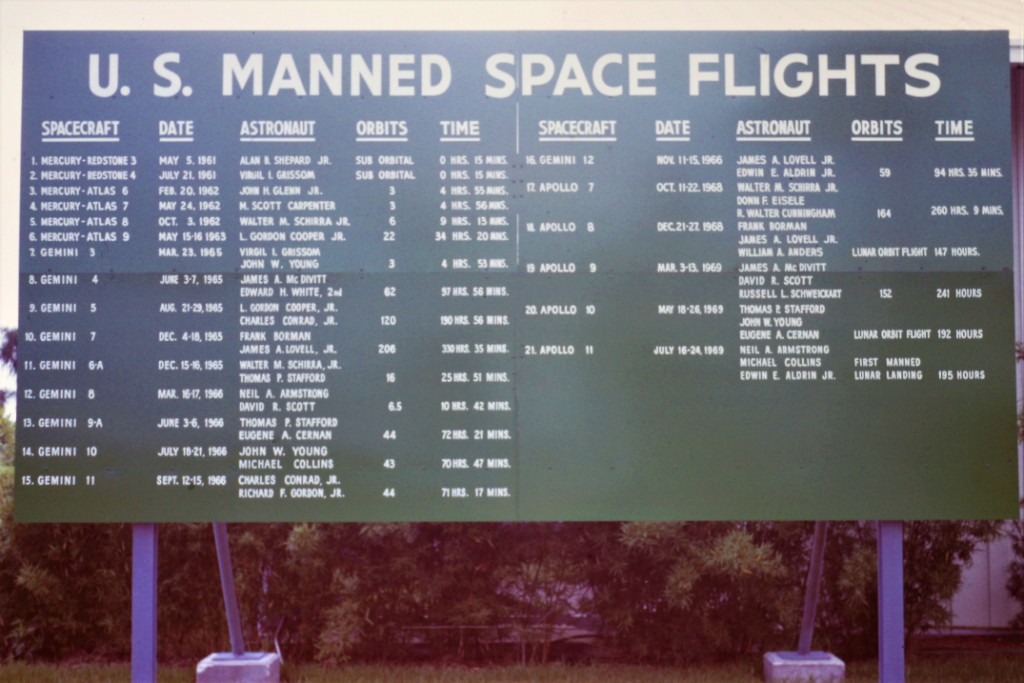 U. S. MANNED SPACE FLIGHTS
SPACECRAFT DATE ASTRONAUT ORBITS TIME
1. MERCURY-REDSTONE 3 MAY 5, 1961 ALAN B. SHEPARD JR. SUB ORBITAL 0 HRS. 15 MINS.
2. MERCURY-REDSTONE 4 JULY 21, 1961 VIRGIL I. GRISSOM SUB ORBITAL 0 HRS. 15 MINS.
3. MERCURY-ATLAS 6 FEB. 20, 1962 JOHN H. GLENN JR. 3 4 HRS. 55 MINS.
4. MERCURY-ATLAS 7 MAY 24, 1962 M. SCOTT CARPENTER 3 4 HRS. 56 MINS.
5. MERCURY-ATLAS 8 OCT. 3, 1962 WALTER M. SCHIRRA JR. 6 9 HRS. 13 MINS.
6. MERCURY-ATLAS 9 MAY 15-16 1963 L. GORDON COOPER JR. 22 34 HRS. 20 MINS.
7. GEMINI 3 MAR. 23, 1965 VIRGIL I. GRISSOM
JOHN W. YOUNG 3 4 HRS. 53 MINS.
8. GEMINI 4 JUNE 3-7, 1965 JAMES A. McDIVITT
EDWARD H. WHITE, 2nd 62 97 HRS. 56 MINS.
9. GEMINI 5 AUG. 21-29, 1965 L. GORDON COOPER, JR.
CHARLES CONRAD, JR. 120 190 HRS. 56 MINS.
10. GEMINI 7 DEC. 4-18, 1965 FRANK BORMAN
JAMES A. LOVELL, JR. 206 330 HRS. 35 MINS.
11. GEMINI 6-A DEC. 15-16, 1965 WALTER M. SCHIRRA, JR.
THOMAS P. STAFFORD 16 25 HRS. 51 MINS.
12. GEMINI 8 MAR. 16-17, 1966 NEIL A. ARMSTRONG
DAVID R. SCOTT 6.5 10 HRS. 42 MINS.
13. GEMINI 9-A JUNE 3-6, 1966 THOMAS P. STAFFORD
EUGENE A. CERNAN 44 72 HRS. 21 MINS.
14. GEMINI 10 JULY 18-21, 1966 JOHN W. YOUNG
MICHAEL COLLINS 43 70 HRS. 47 MINS.
15. GEMINI 11 SEPT. 12-15, 1966 CHARLES CONRAD, JR.
RICHARD F. GORDON, JR. 44 71 HRS. 17 MINS.
SPACECRAFT DATE ASTRONAUT ORBITS TIME
16. GEMINI 12 NOV. 11-15, 1966 JAMES A. LOVELL JR.
EDWIN E. ALDRIN JR. 59 94 HRS. 35 MINS.
17. APOLLO 7 OCT. 11-22, 1968 WALTER M. SCHIRRA JR.
DONN F. EISELE
R. WALTER CUNNINGHAM 164 260 HRS. 9 MINS.
18. APOLLO 8 DEC. 21-27, 1968 FRANK BORMAN
JAMES A. LOVELL JR.
WILLIAM A. ANDERS LUNAR ORBIT FLIGHT 147 HOURS.
19 APOLLO 9 MAR. 3-13, 1969 JAMES A. McDIVITT
DAVID R. SCOTT
RUSSELL L. SCHWEICKART 152 241 HOURS
20. APOLLO 10 MAY 18-26, 1969 THOMAS P. STAFFORD
JOHN W. YOUNG
EUGENE A. CERNAN LUNAR ORBIT FLIGHT 192 HOURS
21. APOLLO 11 JULY 16-24, 1969 NEIL A. ARMSTRONG
MICHAEL COLLINS FIRST MANNED
EDWIN E. ALDRIN JR. LUNAR LANDING 195 HOURS